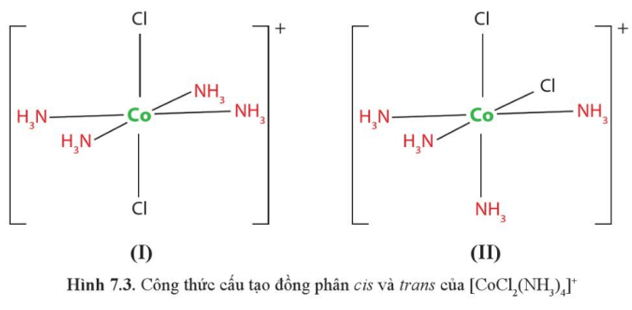 Cl
NH₃
H₃N
Co
NH₃
H₃N
Cl
+
(I)
Cl
Cl
H₃N
Co
NH₃
H₃N
NH₃
+
(II)
Hình 7.3. Công thức cấu tạo đồng phân cis và trans của [CoCl₂(NH₃)₄]⁺